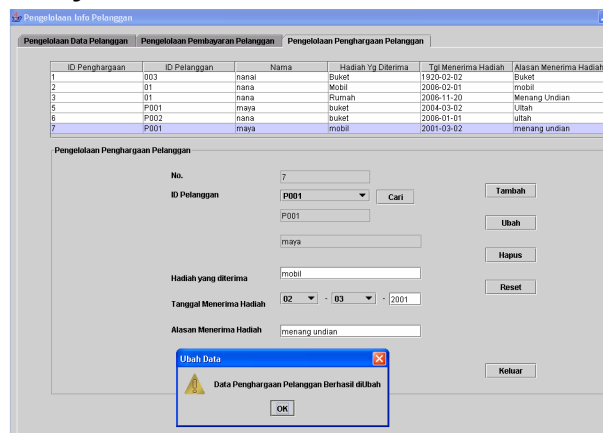 Pengelolaan Info Pelanggan
Pengelolaan Data Pelanggan Pengelolaan Pembayaran Pelanggan Pengelolaan Penghargaan Pelanggan
ID Penghargaan ID Pelanggan Nama Hadiah Yg Diterima Tgl Menerima Hadiah Alasan Menerima Hadiah
1 003 nanai Buket 1920-02-02 Buket
2 01 nana Mobil 2006-02-01 mobil
3 01 nana Rumah 2006-11-20 Menang Undian
5 P001 maya buket 2004-03-02 Ultah
6 P002 nana buket 2006-01-01 ultah
7 P001 maya mobil 2001-03-02 menang undian
Pengelolaan Penghargaan Pelanggan
No. 7
ID Pelanggan P001 Cari Tambah
P001 Ubah
maya
Hapus
Hadiah yang diterima mobil
Reset
Tanggal Menerima Hadiah 02 - 03 - 2001
Alasan Menerima Hadiah menang undian
Ubah Data
Keluar
Data Penghargaan Pelanggan Berhasil diUbah
OK